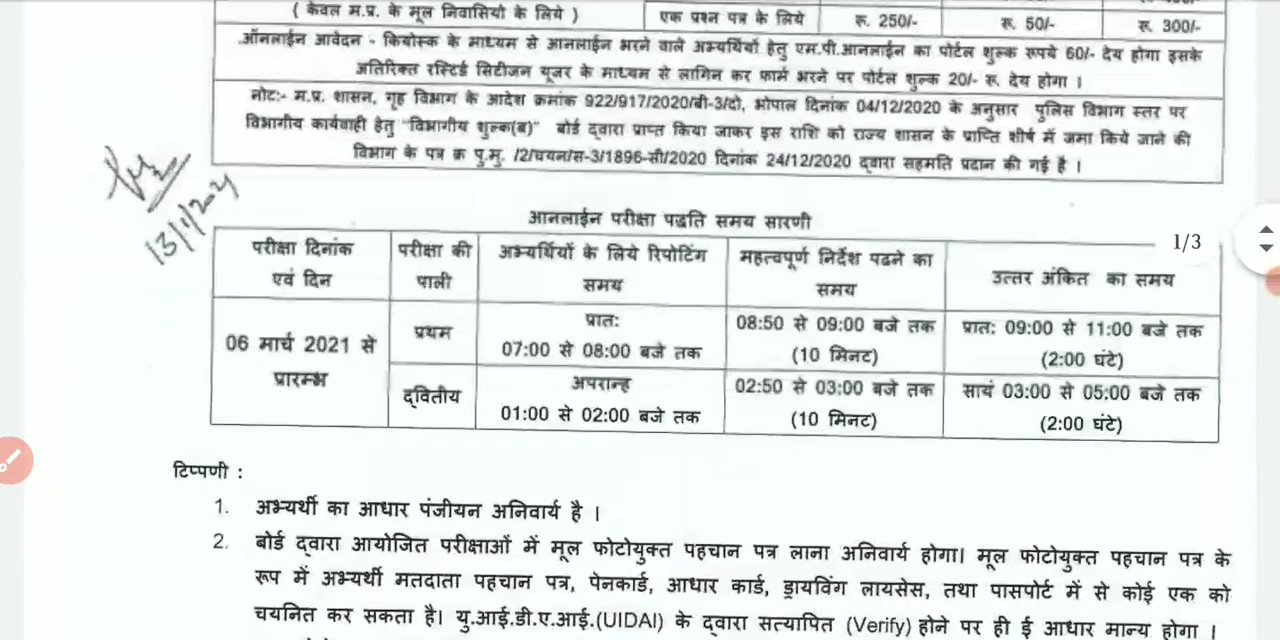 ( केवल म.प्र. के मूल निवासियों के लिये ) एक प्रश्न पत्र के लिये रू. 250/- रू. 50/- रू. 300/-
ऑनलाईन आवेदन - कियोस्क के माध्यम से आनलाईन भरने वाले अभ्यर्थियों हेतु एम.पी.आनलाईन का पोर्टल शुल्क रूपये 60/- देय होगा इसके
अतिरिक्त रस्टिर्ड सिटीजन यूजर के माध्यम से लागिन कर फार्म भरने पर पोर्टल शुल्क 20/- रू. देय होगा ।
नोट:- म.प्र. शासन, गृह विभाग के आदेश क्रमांक 922/917/2020/बी-3/दो, भोपाल दिनांक 04/12/2020 के अनुसार पुलिस विभाग स्तर पर
विभागीय कार्यवाही हेतु "विभागीय शुल्क(ब)" बोर्ड द्वारा प्राप्त किया जाकर इस राशि को राज्य शासन के प्राप्ति शीर्ष में जमा किये जाने की
विभाग के पत्र क्र पु.मु. /2/चयन/स-3/1896-सी/2020 दिनांक 24/12/2020 द्वारा सहमति प्रदान की गई है ।
13/1/2021
आनलाईन परीक्षा पद्धति समय सारणी
1/3
परीक्षा दिनांक परीक्षा की अभ्यर्थियों के लिये रिपोटिंग महत्वपूर्ण निर्देश पढने का उत्तर अंकित का समय
एवं दिन पाली समय समय
06 मार्च 2021 से प्रथम प्रात: 08:50 से 09:00 बजे तक प्रात: 09:00 से 11:00 बजे तक
07:00 से 08:00 बजे तक (10 मिनट) (2:00 घंटे)
प्रारम्भ द्वितीय अपरान्ह 02:50 से 03:00 बजे तक सायं 03:00 से 05:00 बजे तक
01:00 से 02:00 बजे तक (10 मिनट) (2:00 घंटे)
टिप्पणी :
1. अभ्यर्थी का आधार पंजीयन अनिवार्य है ।
2. बोर्ड द्वारा आयोजित परीक्षाओं में मूल फोटोयुक्त पहचान पत्र लाना अनिवार्य होगा। मूल फोटोयुक्त पहचान पत्र के
रूप में अभ्यर्थी मतदाता पहचान पत्र, पेनकार्ड, आधार कार्ड, ड्रायविंग लायसेस, तथा पासपोर्ट में से कोई एक को
चयनित कर सकता है। यु.आई.डी.ए.आई.(UIDAI) के द्वारा सत्यापित (Verify) होने पर ही ई आधार मान्य होगा ।